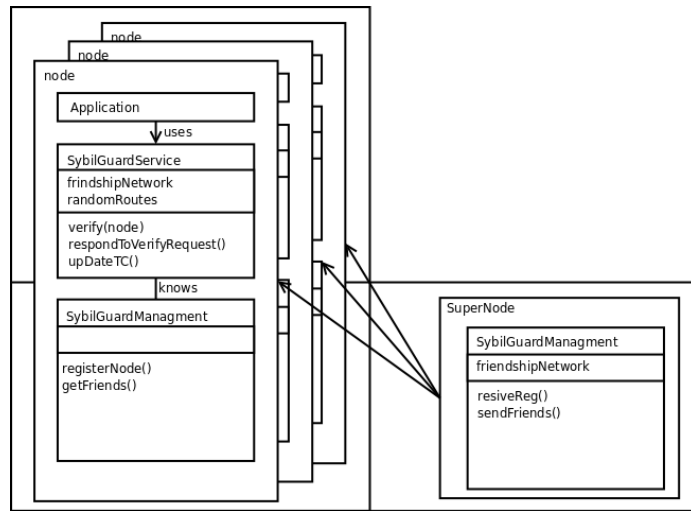 node
node
node
Application
uses
SybilGuardService
frindshipNetwork
randomRoutes
verify(node)
respondToVerifyRequest()
upDateTC()
knows
SybilGuardManagment
registerNode()
getFriends()
SuperNode
SybilGuardManagment
friendshipNetwork
resiveReg()
sendFriends()